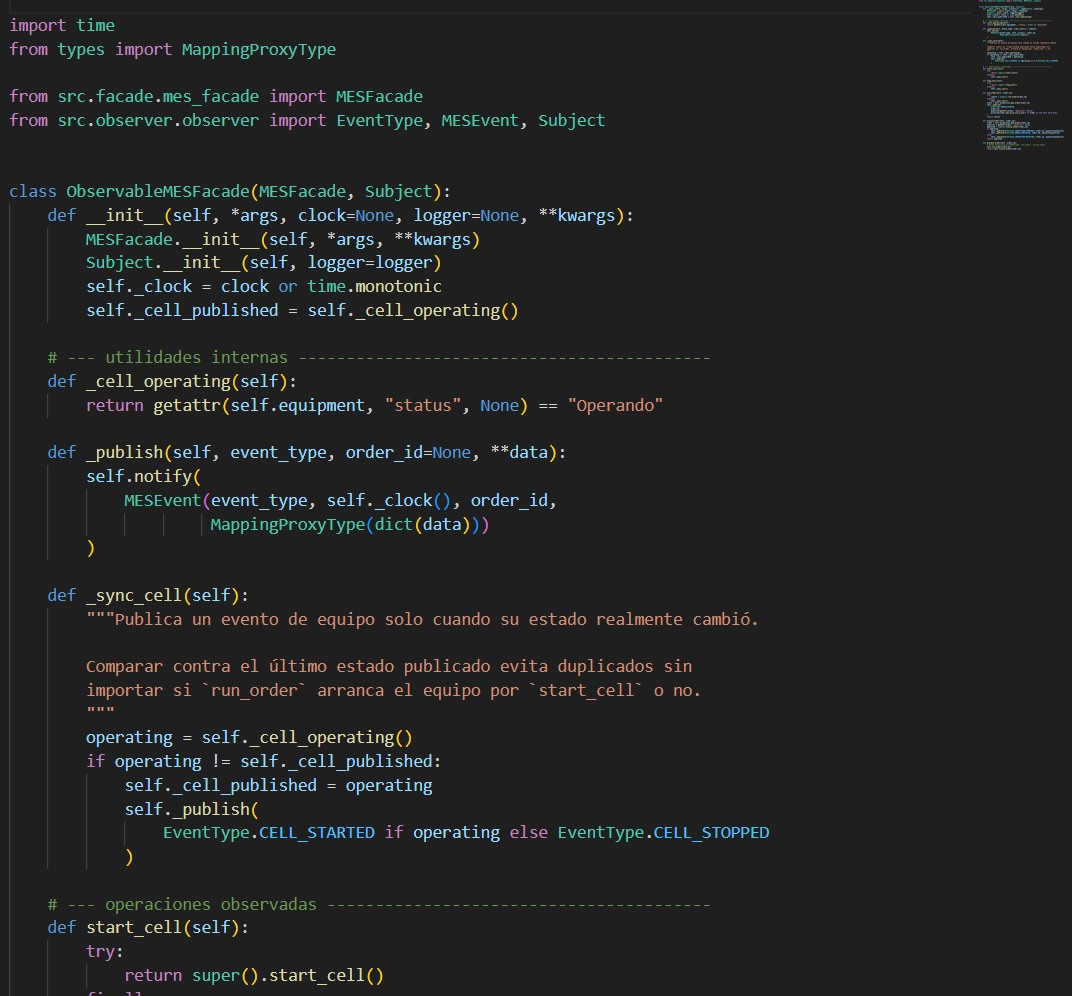 import time
from types import MappingProxyType

from src.facade.mes_facade import MESFacade
from src.observer.observer import EventType, MESEvent, Subject


class ObservableMESFacade(MESFacade, Subject):
    def __init__(self, *args, clock=None, logger=None, **kwargs):
        MESFacade.__init__(self, *args, **kwargs)
        Subject.__init__(self, logger=logger)
        self._clock = clock or time.monotonic
        self._cell_published = self._cell_operating()

    # --- utilidades internas -------------------------------------------
    def _cell_operating(self):
        return getattr(self.equipment, "status", None) == "Operando"

    def _publish(self, event_type, order_id=None, **data):
        self.notify(
            MESEvent(event_type, self._clock(), order_id,
                     MappingProxyType(dict(data)))
        )

    def _sync_cell(self):
        """Publica un evento de equipo solo cuando su estado realmente cambió.

        Comparar contra el último estado publicado evita duplicados sin
        importar si `run_order` arranca el equipo por `start_cell` o no.
        """
        operating = self._cell_operating()
        if operating != self._cell_published:
            self._cell_published = operating
            self._publish(
                EventType.CELL_STARTED if operating else EventType.CELL_STOPPED
            )

    # --- operaciones observadas ----------------------------------------
    def start_cell(self):
        try:
            return super().start_cell()